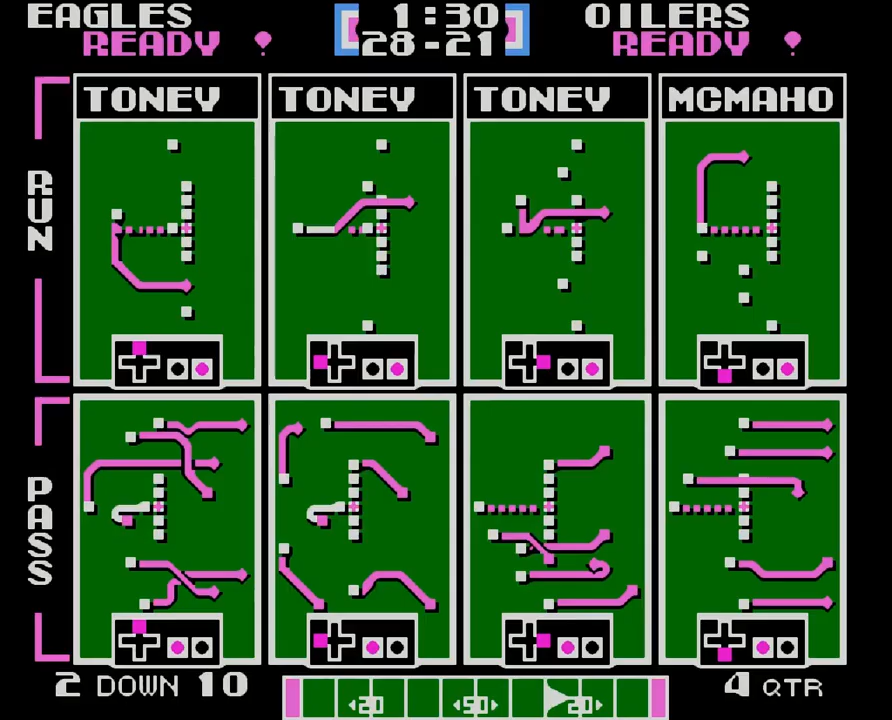 EAGLES 1:30 OILERS
READY ! 28-21 READY !
TONEY TONEY TONEY MCMAHO
RUN
PASS
2 DOWN 10 20 50 20 4 QTR